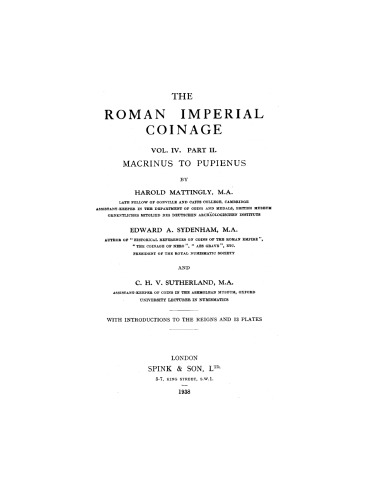 THE
ROMAN IMPERIAL
COINAGE
VOL. IV. PART II.
MACRINUS TO PUPIENUS
BY
HAROLD MATTINGLY, M.A.
LATE FELLOW OF GONVILLE AND CAIUS COLLEGE, CAMBRIDGE
ASSISTANT-KEEPER IN THE DEPARTMENT OF COINS AND MEDALS, BRITISH MUSEUM
ORDENTLICHES MITGLIED DES DEUTSCHEN ARCHÄOLOGISCHEN INSTITUTS
EDWARD A. SYDENHAM, M.A.
AUTHOR OF "HISTORICAL REFERENCES ON COINS OF THE ROMAN EMPIRE",
"THE COINAGE OF NERO", "AES GRAVE", ETC.
PRESIDENT OF THE ROYAL NUMISMATIC SOCIETY
AND
C. H. V. SUTHERLAND, M.A.
ASSISTANT-KEEPER OF COINS IN THE ASHMOLEAN MUSEUM, OXFORD
UNIVERSITY LECTURER IN NUMISMATICS
WITH INTRODUCTIONS TO THE REIGNS AND 13 PLATES
LONDON
SPINK & SON, LTD.
5-7, KING STREET, S.W.1.
1938